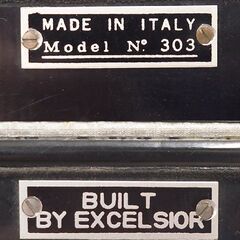 MADE IN ITALY
Model Nº 303
BUILT
BY EXCELSIOR